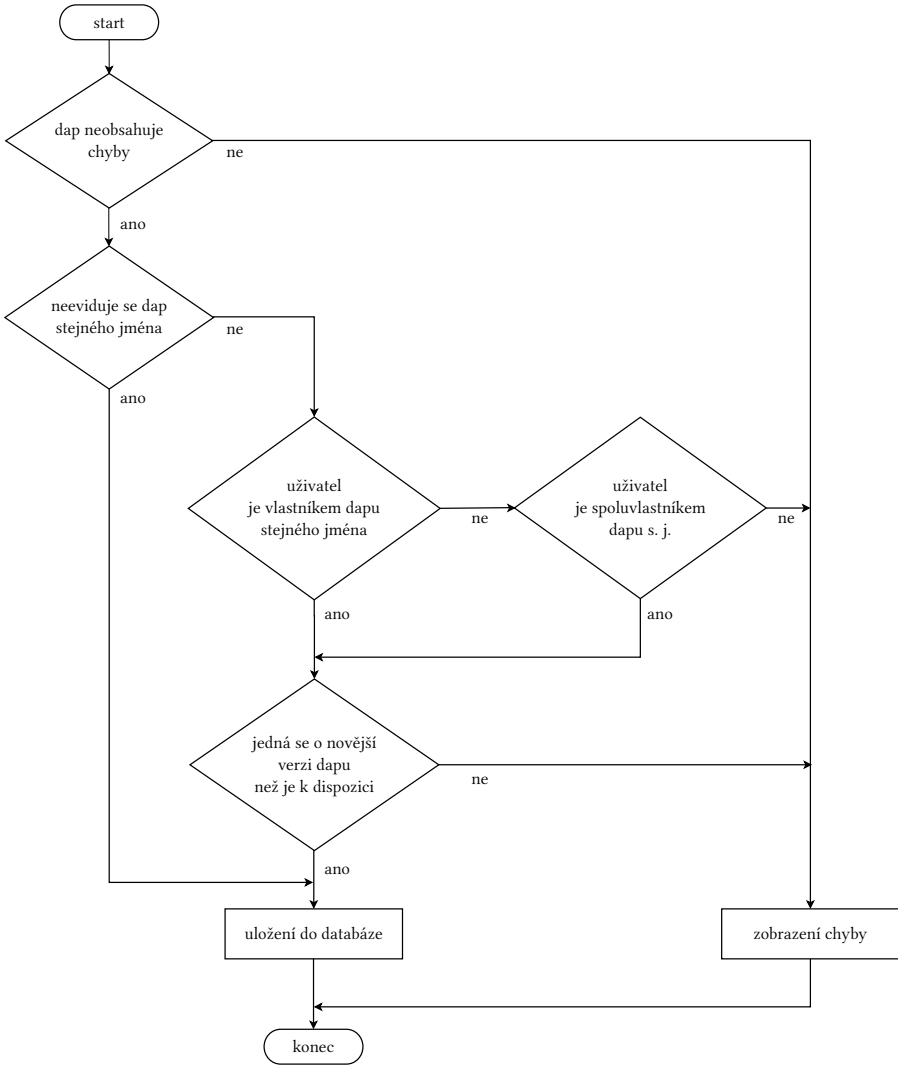 start
dap neobsahuje
chyby
ne
ano
neeviduje se dap
stejného jména
ne
ano
uživatel
je vlastníkem dapu
stejného jména
ne
ano
uživatel
je spoluvlastníkem
dapu s. j.
ne
ano
jedná se o novější
verzi dapu
než je k dispozici
ne
ano
uložení do databáze
zobrazení chyby
konec